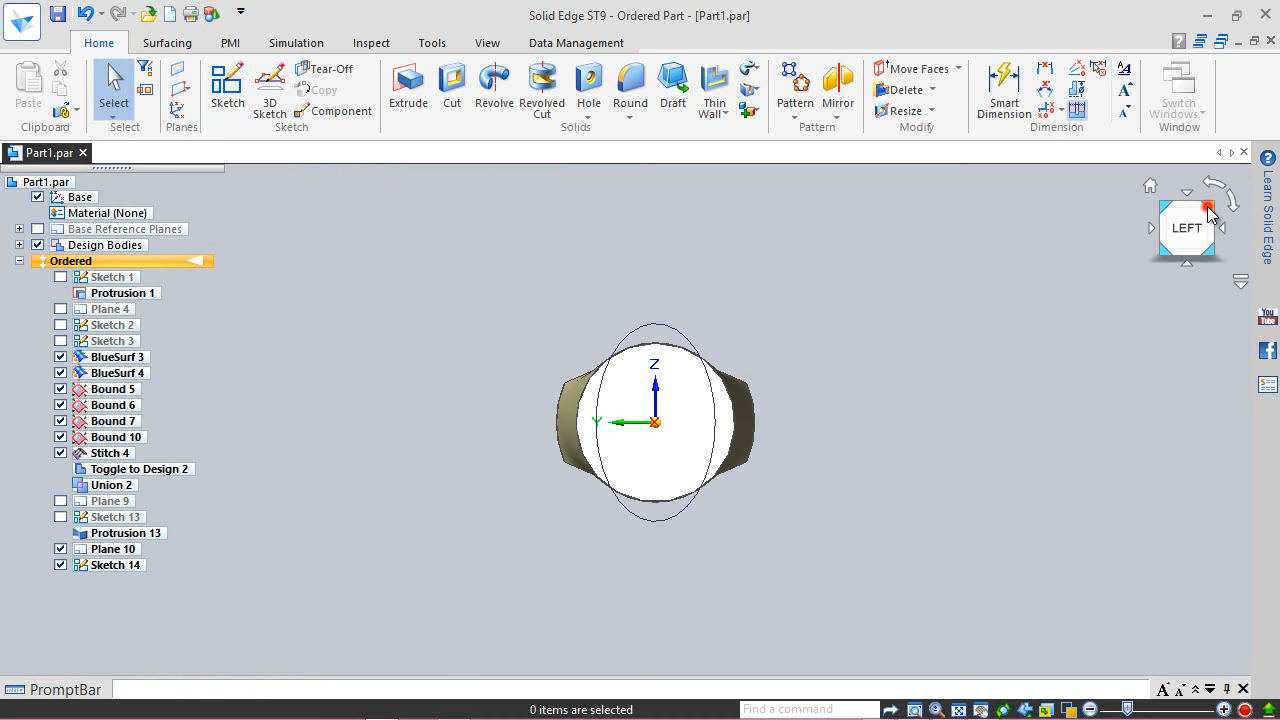 Solid Edge ST9 - Ordered Part - [Part1.par]
Home Surfacing PMI Simulation Inspect Tools View Data Management
Paste
Clipboard
Select
Select
Planes
Sketch
3D Sketch
Tear-Off
Copy
Component
Sketch
Extrude
Cut
Revolve
Revolved Cut
Hole
Round
Draft
Thin Wall
Solids
Pattern
Mirror
Pattern
Move Faces
Delete
Resize
Modify
Smart Dimension
Dimension
Switch Windows
Window
Part1.par
Learn Solid Edge
You Tube
Part1.par
Base
Material (None)
Base Reference Planes
Design Bodies
Ordered
Sketch 1
Protrusion 1
Plane 4
Sketch 2
Sketch 3
BlueSurf 3
BlueSurf 4
Bound 5
Bound 6
Bound 7
Bound 10
Stitch 4
Toggle to Design 2
Union 2
Plane 9
Sketch 13
Protrusion 13
Plane 10
Sketch 14
Z
Y
LEFT
PromptBar
0 items are selected
Find a command